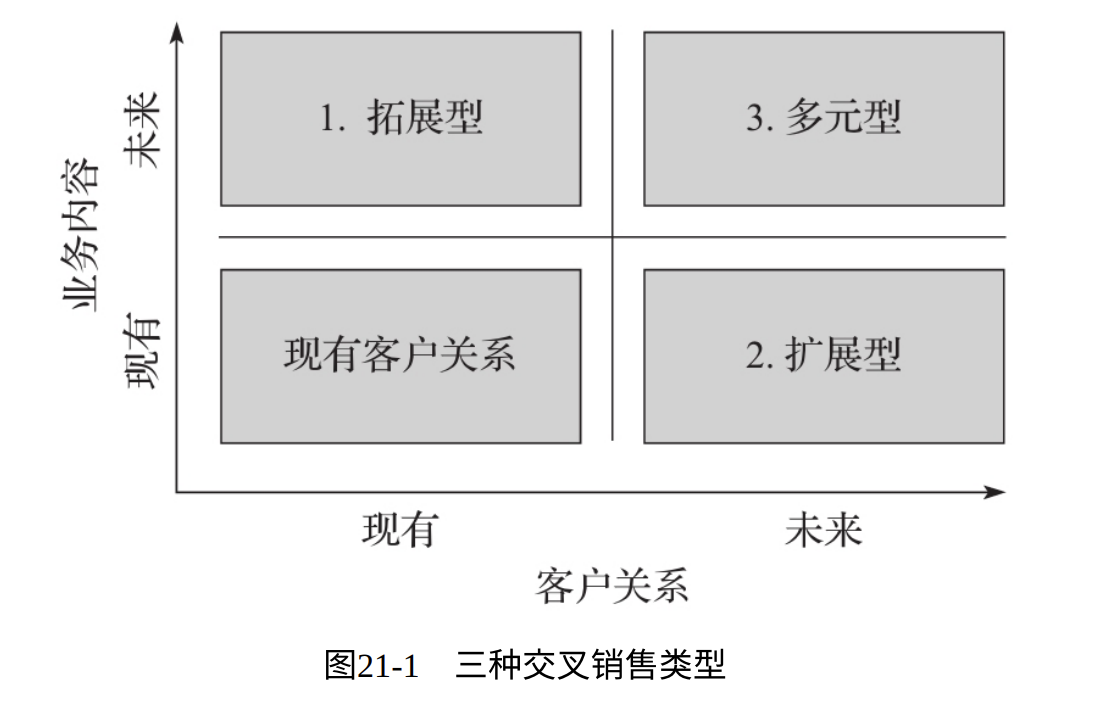 业务内容
未来
1. 拓展型
3. 多元型
现有
现有客户关系
2. 扩展型
现有
未来
客户关系
图21-1 三种交叉销售类型